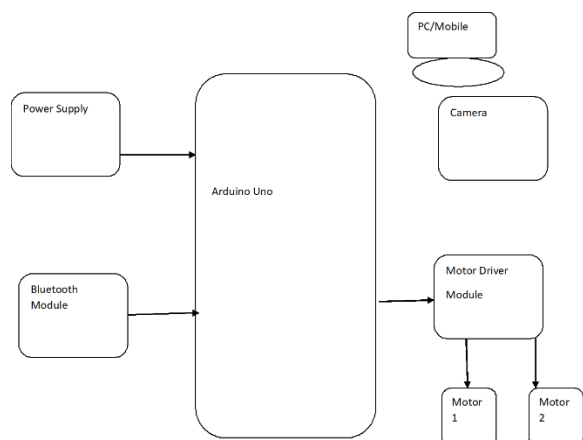 PC/Mobile
Power Supply
Camera
Arduino Uno
Bluetooth
Module
Motor Driver
Module
Motor
1
Motor
2